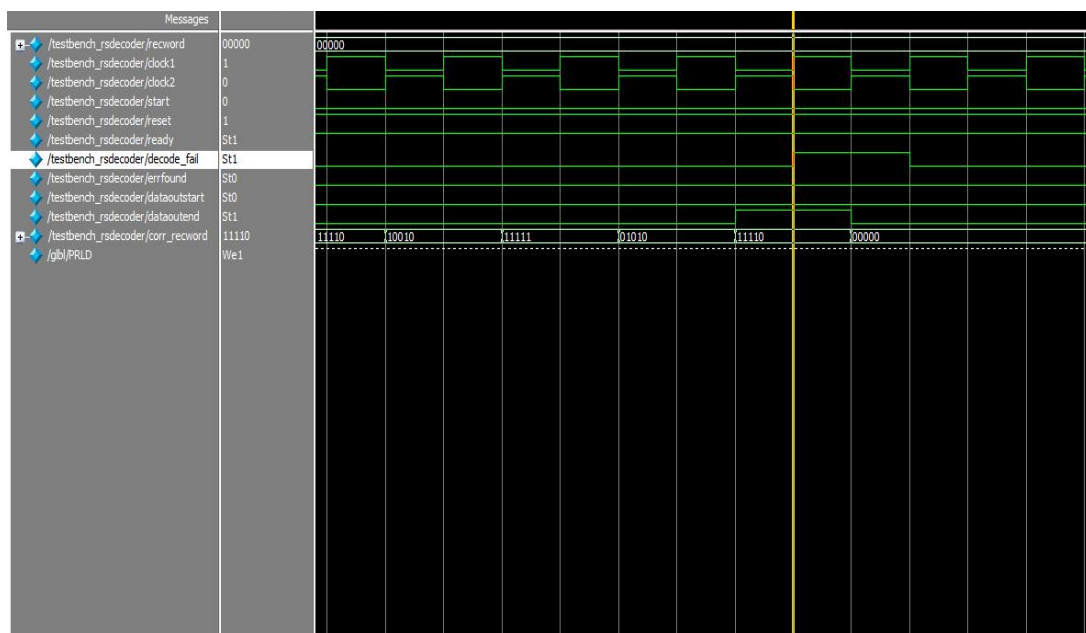 Messages
/testbench_rsdecoder/recword 00000 00000
/testbench_rsdecoder/clock1 1
/testbench_rsdecoder/clock2 0
/testbench_rsdecoder/start 0
/testbench_rsdecoder/reset 1
/testbench_rsdecoder/ready St1
/testbench_rsdecoder/decode_fail St1
/testbench_rsdecoder/errfound St0
/testbench_rsdecoder/dataoutstart St0
/testbench_rsdecoder/dataoutend St1
/testbench_rsdecoder/corr_recword 11110 11110 10010 11111 01010 11110 00000
/glbl/PRLD We1